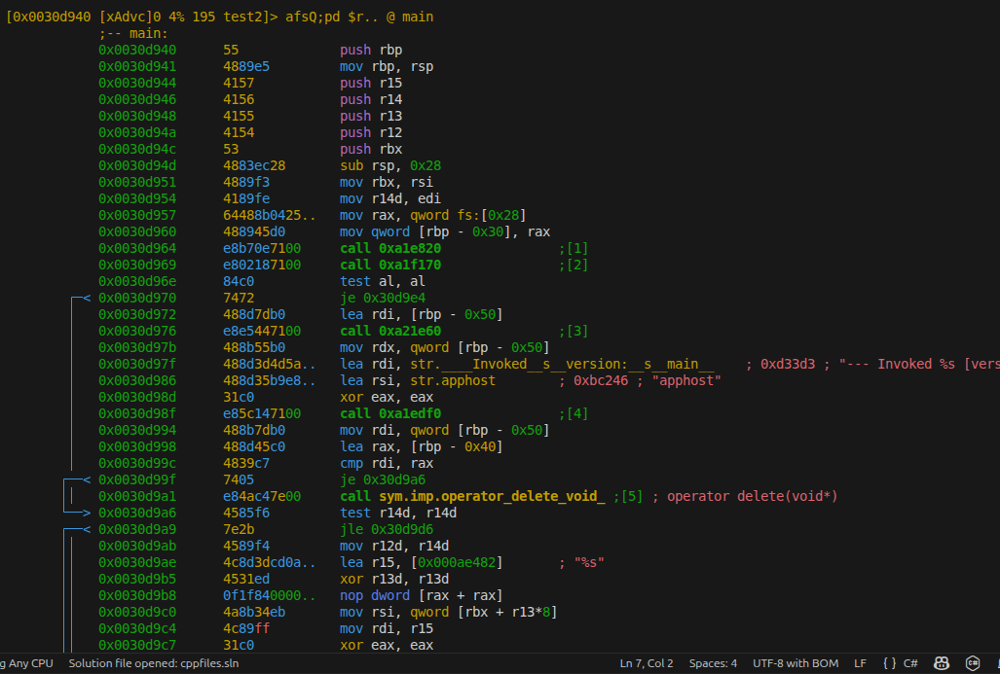 [0x0030d940 [xAdvc]0 4% 195 test2]> afsQ;pd $r.. @ main
;-- main:
0x0030d940 55 push rbp
0x0030d941 4889e5 mov rbp, rsp
0x0030d944 4157 push r15
0x0030d946 4156 push r14
0x0030d948 4155 push r13
0x0030d94a 4154 push r12
0x0030d94c 53 push rbx
0x0030d94d 4883ec28 sub rsp, 0x28
0x0030d951 4889f3 mov rbx, rsi
0x0030d954 4189fe mov r14d, edi
0x0030d957 64488b0425.. mov rax, qword fs:[0x28]
0x0030d960 488945d0 mov qword [rbp - 0x30], rax
0x0030d964 e8b70e7100 call 0xa1e820 ;[1]
0x0030d969 e802187100 call 0xa1f170 ;[2]
0x0030d96e 84c0 test al, al
< 0x0030d970 7472 je 0x30d9e4
0x0030d972 488d7db0 lea rdi, [rbp - 0x50]
0x0030d976 e8e5447100 call 0xa21e60 ;[3]
0x0030d97b 488b55b0 mov rdx, qword [rbp - 0x50]
0x0030d97f 488d3d4d5a.. lea rdi, str.____Invoked__s__version:__s__main__ ; 0xd33d3 ; "--- Invoked %s [vers
0x0030d986 488d35b9e8.. lea rsi, str.apphost ; 0xbc246 ; "apphost"
0x0030d98d 31c0 xor eax, eax
0x0030d98f e85c147100 call 0xa1edf0 ;[4]
0x0030d994 488b7db0 mov rdi, qword [rbp - 0x50]
0x0030d998 488d45c0 lea rax, [rbp - 0x40]
0x0030d99c 4839c7 cmp rdi, rax
< 0x0030d99f 7405 je 0x30d9a6
0x0030d9a1 e84ac47e00 call sym.imp.operator_delete_void_ ;[5] ; operator delete(void*)
> 0x0030d9a6 4585f6 test r14d, r14d
< 0x0030d9a9 7e2b jle 0x30d9d6
0x0030d9ab 4589f4 mov r12d, r14d
0x0030d9ae 4c8d3dcd0a.. lea r15, [0x000ae482] ; "%s"
0x0030d9b5 4531ed xor r13d, r13d
0x0030d9b8 0f1f840000.. nop dword [rax + rax]
0x0030d9c0 4a8b34eb mov rsi, qword [rbx + r13*8]
0x0030d9c4 4c89ff mov rdi, r15
0x0030d9c7 31c0 xor eax, eax
g Any CPU Solution file opened: cppfiles.sln Ln 7, Col 2 Spaces: 4 UTF-8 with BOM LF { } C#